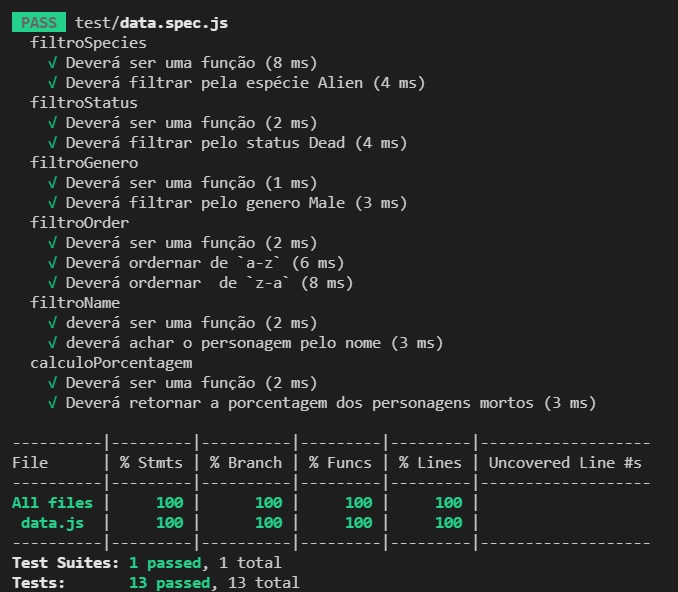 PASS test/data.spec.js
filtroSpecies
√ Deverá ser uma função (8 ms)
√ Deverá filtrar pela espécie Alien (4 ms)
filtroStatus
√ Deverá ser uma função (2 ms)
√ Deverá filtrar pelo status Dead (4 ms)
filtroGenero
√ Deverá ser uma função (1 ms)
√ Deverá filtrar pelo genero Male (3 ms)
filtroOrder
√ Deverá ser uma função (2 ms)
√ Deverá ordernar de `a-z` (6 ms)
√ Deverá ordernar  de `z-a` (8 ms)
filtroName
√ deverá ser uma função (2 ms)
√ deverá achar o personagem pelo nome (3 ms)
calculoPorcentagem
√ Deverá ser uma função (2 ms)
√ Deverá retornar a porcentagem dos personagens mortos (3 ms)
----------|---------|----------|---------|---------|-------------------
File      | % Stmts | % Branch | % Funcs | % Lines | Uncovered Line #s
----------|---------|----------|---------|---------|-------------------
All files |     100 |      100 |     100 |     100 |
 data.js  |     100 |      100 |     100 |     100 |
----------|---------|----------|---------|---------|-------------------
Test Suites: 1 passed, 1 total
Tests:       13 passed, 13 total